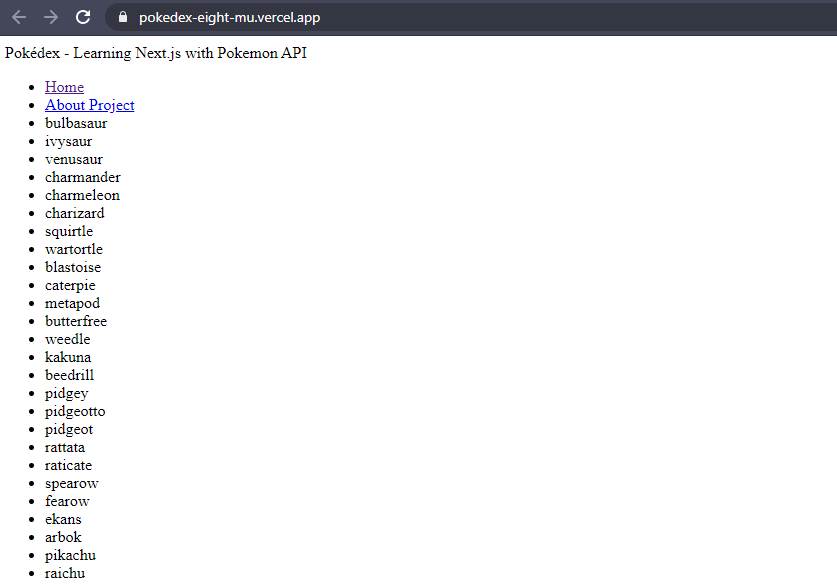 pokedex-eight-mu.vercel.app
Pokédex - Learning Next.js with Pokemon API
Home
About Project
bulbasaur
ivysaur
venusaur
charmander
charmeleon
charizard
squirtle
wartortle
blastoise
caterpie
metapod
butterfree
weedle
kakuna
beedrill
pidgey
pidgeotto
pidgeot
rattata
raticate
spearow
fearow
ekans
arbok
pikachu
raichu